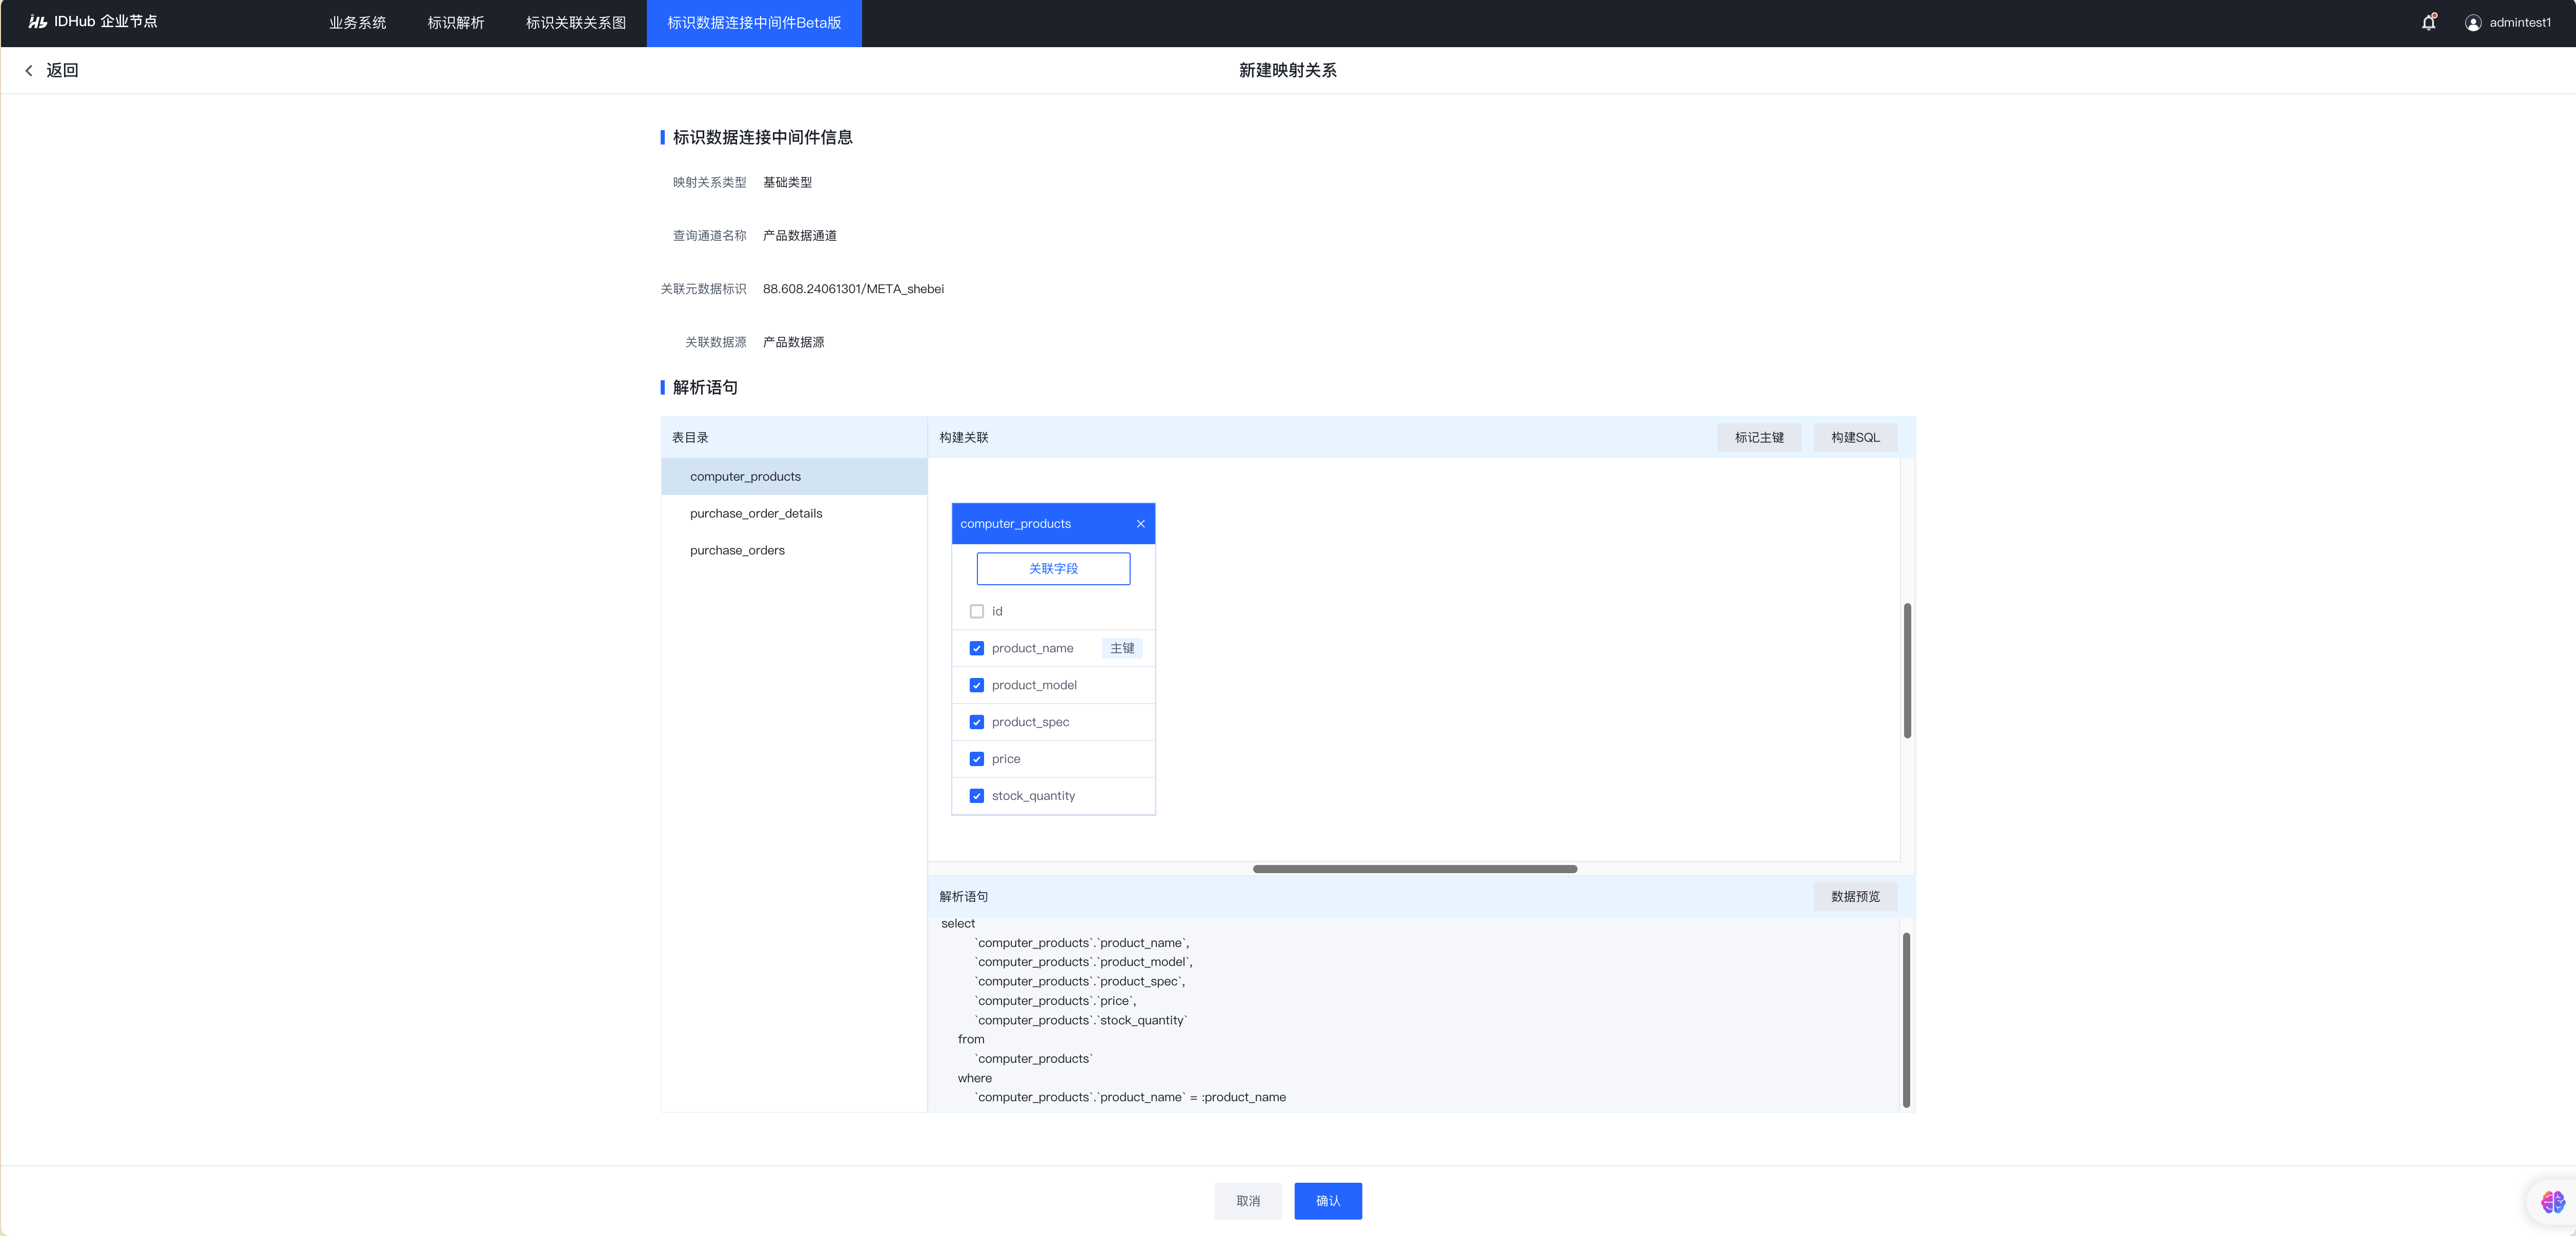 IDHub 企业节点
业务系统
标识解析
标识关联关系图
标识数据连接中间件Beta版
admintest1
返回
新建映射关系
标识数据连接中间件信息
映射关系类型 基础类型
查询通道名称 产品数据通道
关联元数据标识 88.608.24061301/META_shebei
关联数据源 产品数据源
解析语句
表目录
computer_products
purchase_order_details
purchase_orders
构建关联
标记主键
构建SQL
computer_products
关联字段
id
product_name 主键
product_model
product_spec
price
stock_quantity
解析语句
数据预览
select
`computer_products`.`product_name`,
`computer_products`.`product_model`,
`computer_products`.`product_spec`,
`computer_products`.`price`,
`computer_products`.`stock_quantity`
from
`computer_products`
where
`computer_products`.`product_name` = :product_name
取消
确认